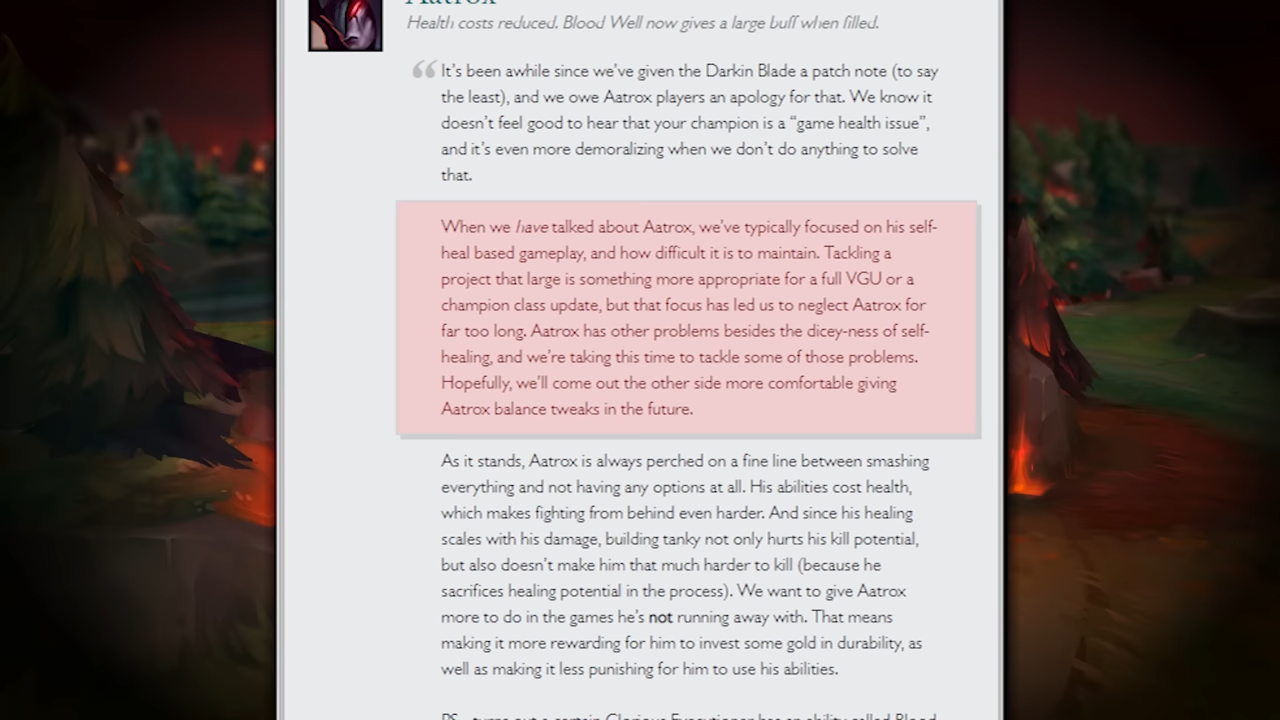 Aatrox
Health costs reduced. Blood Well now gives a large buff when filled.
“ It’s been awhile since we’ve given the Darkin Blade a patch note (to say
the least), and we owe Aatrox players an apology for that. We know it
doesn’t feel good to hear that your champion is a “game health issue”,
and it’s even more demoralizing when we don’t do anything to solve
that.
When we have talked about Aatrox, we’ve typically focused on his self-
heal based gameplay, and how difficult it is to maintain. Tackling a
project that large is something more appropriate for a full VGU or a
champion class update, but that focus has led us to neglect Aatrox for
far too long. Aatrox has other problems besides the dicey-ness of self-
healing, and we’re taking this time to tackle some of those problems.
Hopefully, we’ll come out the other side more comfortable giving
Aatrox balance tweaks in the future.
As it stands, Aatrox is always perched on a fine line between smashing
everything and not having any options at all. His abilities cost health,
which makes fighting from behind even harder. And since his healing
scales with his damage, building tanky not only hurts his kill potential,
but also doesn’t make him that much harder to kill (because he
sacrifices healing potential in the process). We want to give Aatrox
more to do in the games he’s not running away with. That means
making it more rewarding for him to invest some gold in durability, as
well as making it less punishing for him to use his abilities.
PS - turns out a certain Glorious Executioner has an ability called Blood